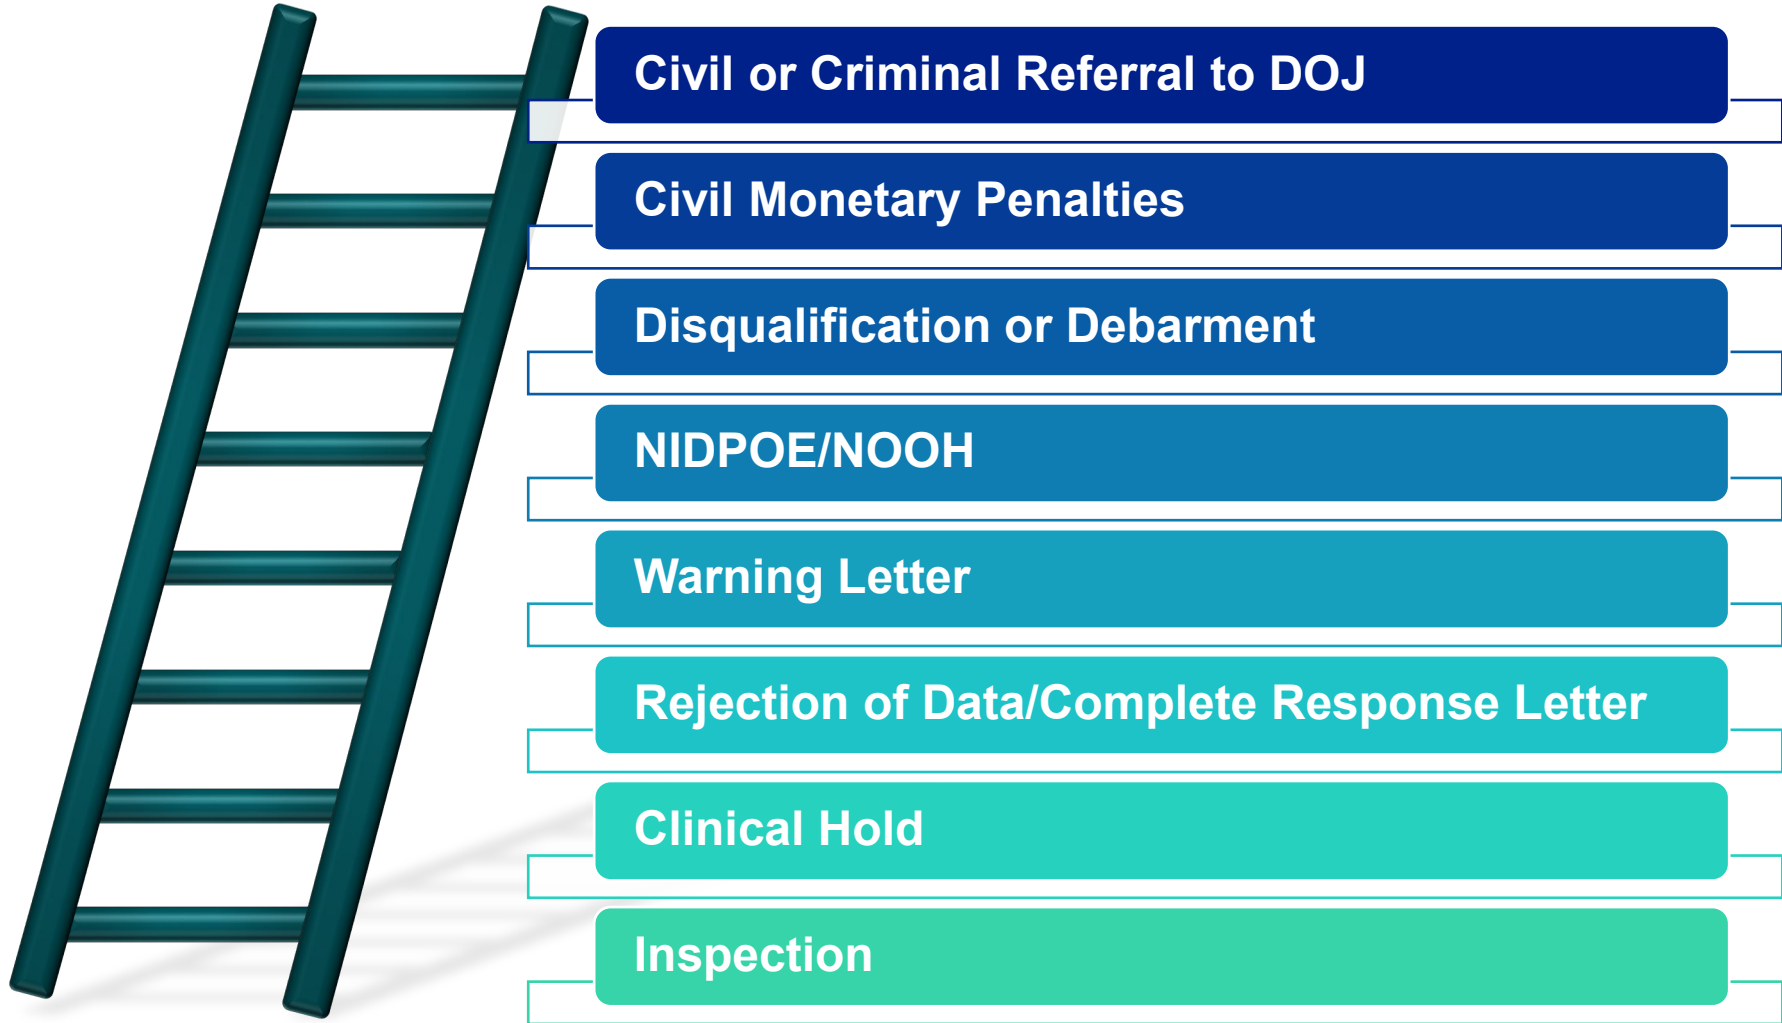 Civil or Criminal Referral to DOJ
Civil Monetary Penalties
Disqualification or Debarment
NIDPOE/NOOH
Warning Letter
Rejection of Data/Complete Response Letter
Clinical Hold
Inspection